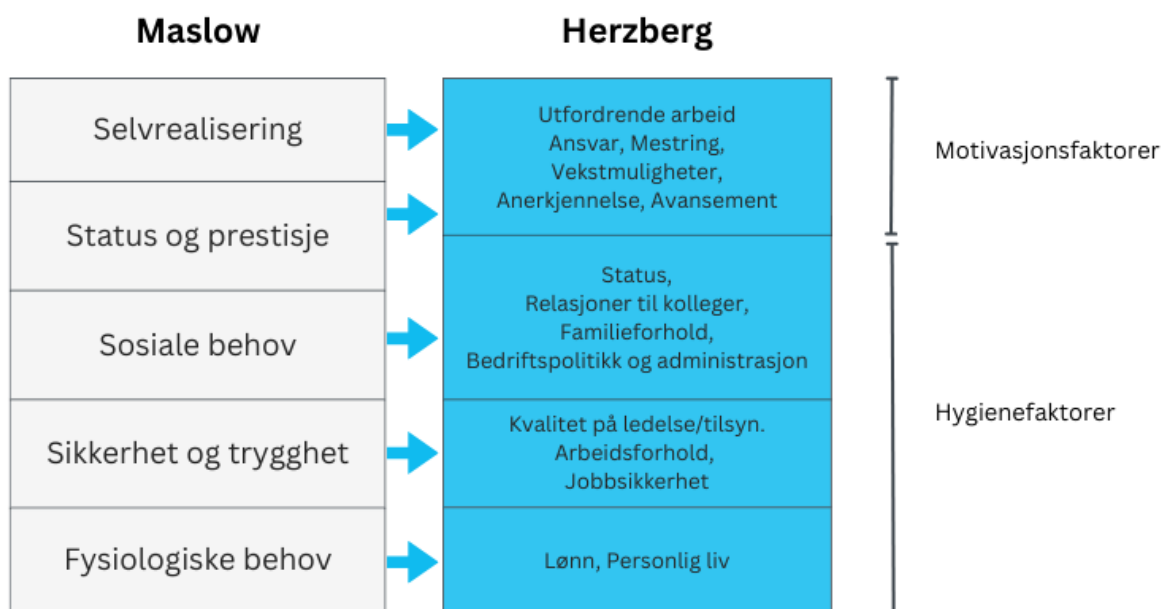 Maslow
Herzberg
Selvrealisering
Status og prestisje
Sosiale behov
Sikkerhet og trygghet
Fysiologiske behov
Utfordrende arbeid
Ansvar, Mestring,
Vekstmuligheter,
Anerkjennelse, Avansement
Status,
Relasjoner til kolleger,
Familieforhold,
Bedriftspolitikk og administrasjon
Kvalitet på ledelse/tilsyn.
Arbeidsforhold,
Jobbsikkerhet
Lønn, Personlig liv
Motivasjonsfaktorer
Hygienefaktorer